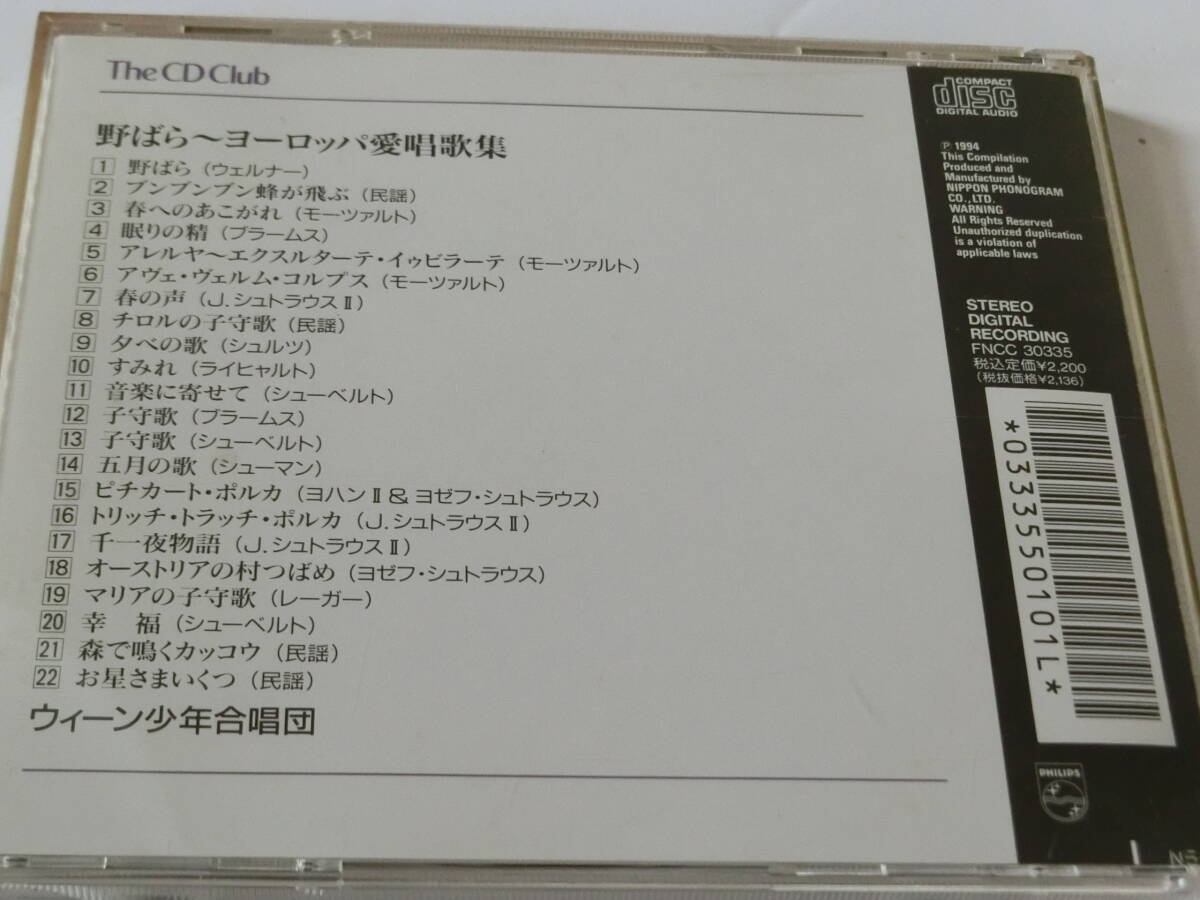 The CD Club
野ばら～ヨーロッパ愛唱歌集
1 野ばら（ウェルナー）
2 ブンブンブン蜂が飛ぶ（民謡）
3 春へのあこがれ（モーツァルト）
4 眠りの精（ブラームス）
5 アレルヤ～エクスルターテ・イゥビラーテ（モーツァルト）
6 アヴェ・ヴェルム・コルプス（モーツァルト）
7 春の声（J.シュトラウスⅡ）
8 チロルの子守歌（民謡）
9 夕べの歌（シュルツ）
10 すみれ（ライヒャルト）
11 音楽に寄せて（シューベルト）
12 子守歌（ブラームス）
13 子守歌（シューベルト）
14 五月の歌（シューマン）
15 ピチカート・ポルカ（ヨハンⅡ＆ヨゼフ・シュトラウス）
16 トリッチ・トラッチ・ポルカ（J.シュトラウスⅡ）
17 千一夜物語（J.シュトラウスⅡ）
18 オーストリアの村つばめ（ヨゼフ・シュトラウス）
19 マリアの子守歌（レーガー）
20 幸　福（シューベルト）
21 森で鳴くカッコウ（民謡）
22 お星さまいくつ（民謡）
ウィーン少年合唱団
COMPACT
disc
DIGITAL AUDIO
℗ 1994
This Compilation
Produced and
Manufactured by
NIPPON PHONOGRAM
CO.,LTD.
WARNING
All Rights Reserved
Unauthorized duplication
is a violation of
applicable laws
STEREO
DIGITAL
RECORDING
FNCC 30335
税込定価¥2,200
（税抜価格¥2,136）
*0333550101L*
PHILIPS